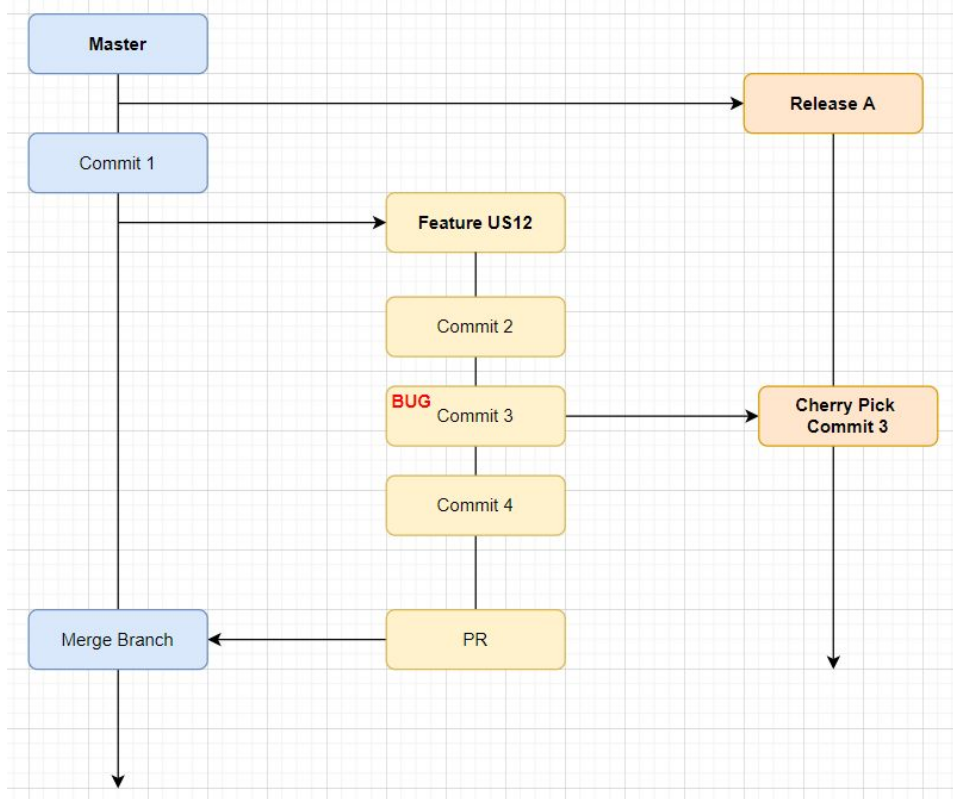 Master
Release A
Commit 1
Feature US12
Commit 2
BUG
Commit 3
Cherry Pick
Commit 3
Commit 4
Merge Branch
PR